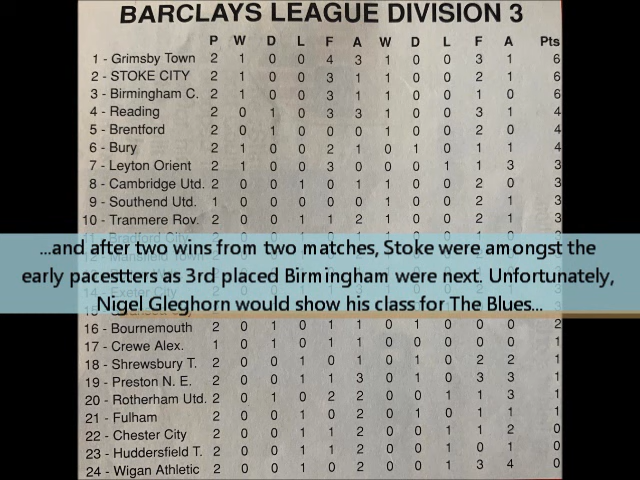 BARCLAYS LEAGUE DIVISION 3
P W D L F A W D L F A Pts
1 - Grimsby Town 2 1 0 0 4 3 1 0 0 3 1 6
2 - STOKE CITY 2 1 0 0 3 1 1 0 0 2 1 6
3 - Birmingham C. 2 1 0 0 3 1 1 0 0 1 0 6
4 - Reading 2 0 1 0 3 3 1 0 0 3 1 4
5 - Brentford 2 0 1 0 0 0 1 0 0 2 0 4
6 - Bury 2 1 0 0 2 1 0 1 0 1 1 4
7 - Leyton Orient 2 1 0 0 3 0 0 0 1 1 3 3
8 - Cambridge Utd. 2 0 0 1 0 1 1 0 0 2 0 3
9 - Southend Utd. 1 0 0 0 0 0 1 0 0 2 1 3
10 - Tranmere Rov. 2 0 0 1 1 2 1 0 0 2 1 3
...and after two wins from two matches, Stoke were amongst the
early pacestters as 3rd placed Birmingham were next. Unfortunately,
Nigel Gleghorn would show his class for The Blues...
16 - Bournemouth 2 0 1 0 1 1 0 1 0 0 0 2
17 - Crewe Alex. 1 0 1 0 1 1 0 0 0 0 0 1
18 - Shrewsbury T. 2 0 0 1 0 1 0 1 0 2 2 1
19 - Preston N. E. 2 0 0 1 1 3 0 1 0 3 3 1
20 - Rotherham Utd. 2 0 1 0 2 2 0 0 1 1 3 1
21 - Fulham 2 0 0 1 0 2 0 1 0 1 1 1
22 - Chester City 2 0 0 1 1 2 0 0 1 1 2 0
23 - Huddersfield T. 2 0 0 1 1 2 0 0 1 0 1 0
24 - Wigan Athletic 2 0 0 1 0 2 0 0 1 3 4 0